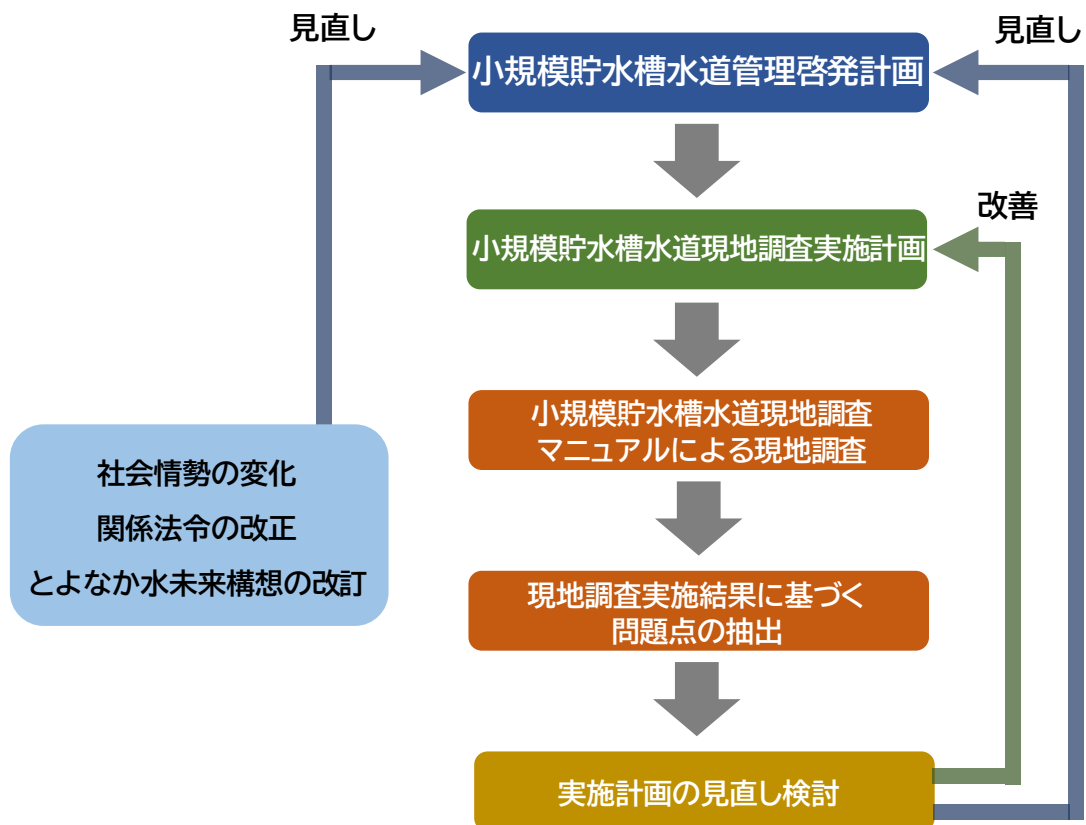 見直し
見直し
小規模貯水槽水道管理啓発計画
改善
小規模貯水槽水道現地調査実施計画
小規模貯水槽水道現地調査
マニュアルによる現地調査
社会情勢の変化
関係法令の改正
とよなか水未来構想の改訂
現地調査実施結果に基づく
問題点の抽出
実施計画の見直し検討